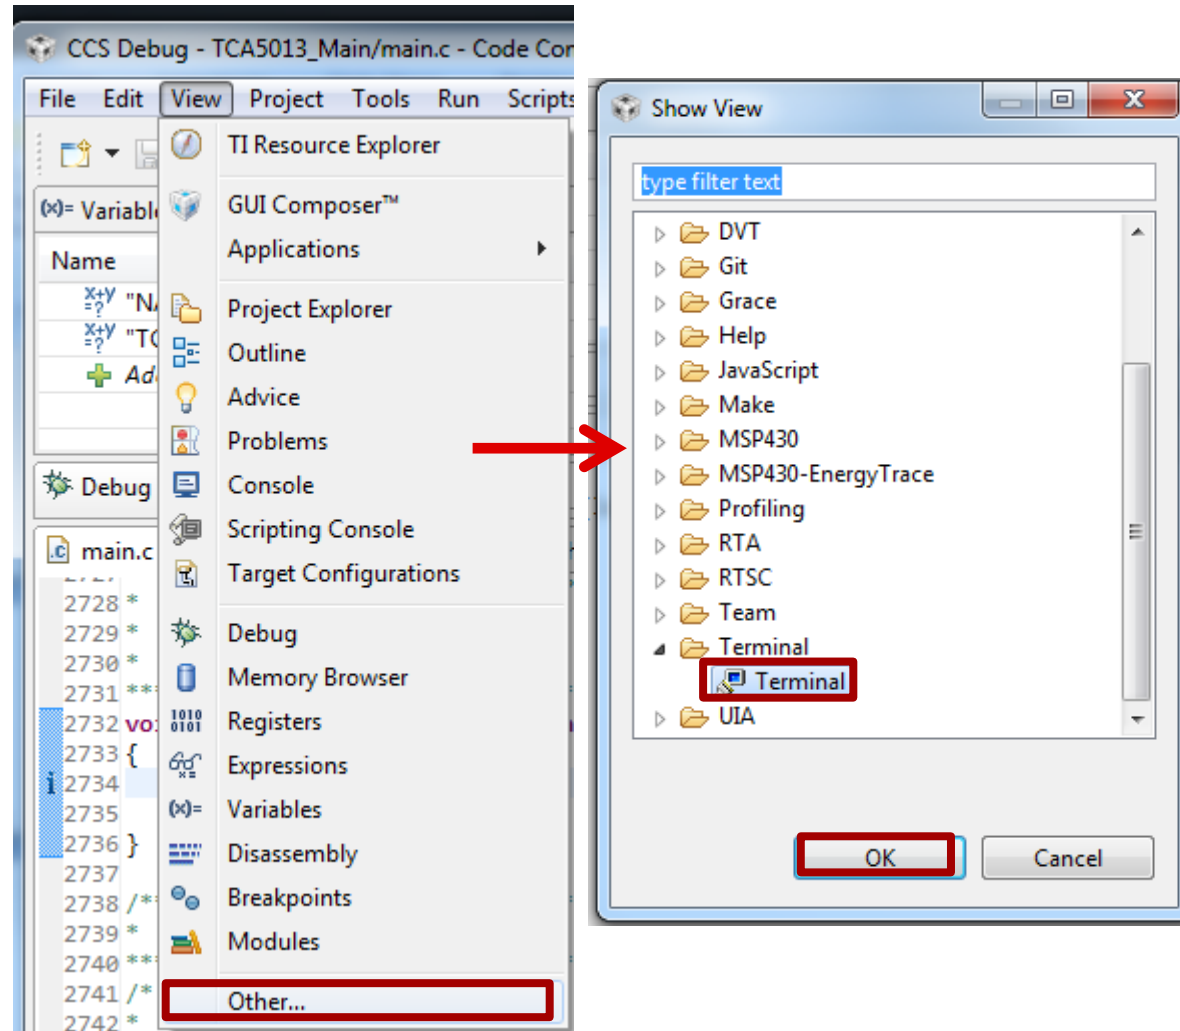 CCS Debug - TCA5013_Main/main.c - Code Con
File Edit View Project Tools Run Scripts
TI Resource Explorer
(x)= Variabl
GUI Composer™
Name
Applications
"NA
Project Explorer
"TC
Outline
Ad
Advice
Problems
Debug
Console
Scripting Console
main.c
Target Configurations
2728 *
2729 *
Debug
2730 *
Memory Browser
2731 **
2732 voi
Registers
2733 {
Expressions
2734
2735
(x)= Variables
2736 }
Disassembly
2737
2738 /*
Breakpoints
2739 *
Modules
2740 **
2741 /*
Other...
2742 *
Show View
type filter text
DVT
Git
Grace
Help
JavaScript
Make
MSP430
MSP430-EnergyTrace
Profiling
RTA
RTSC
Team
Terminal
Terminal
UIA
OK Cancel